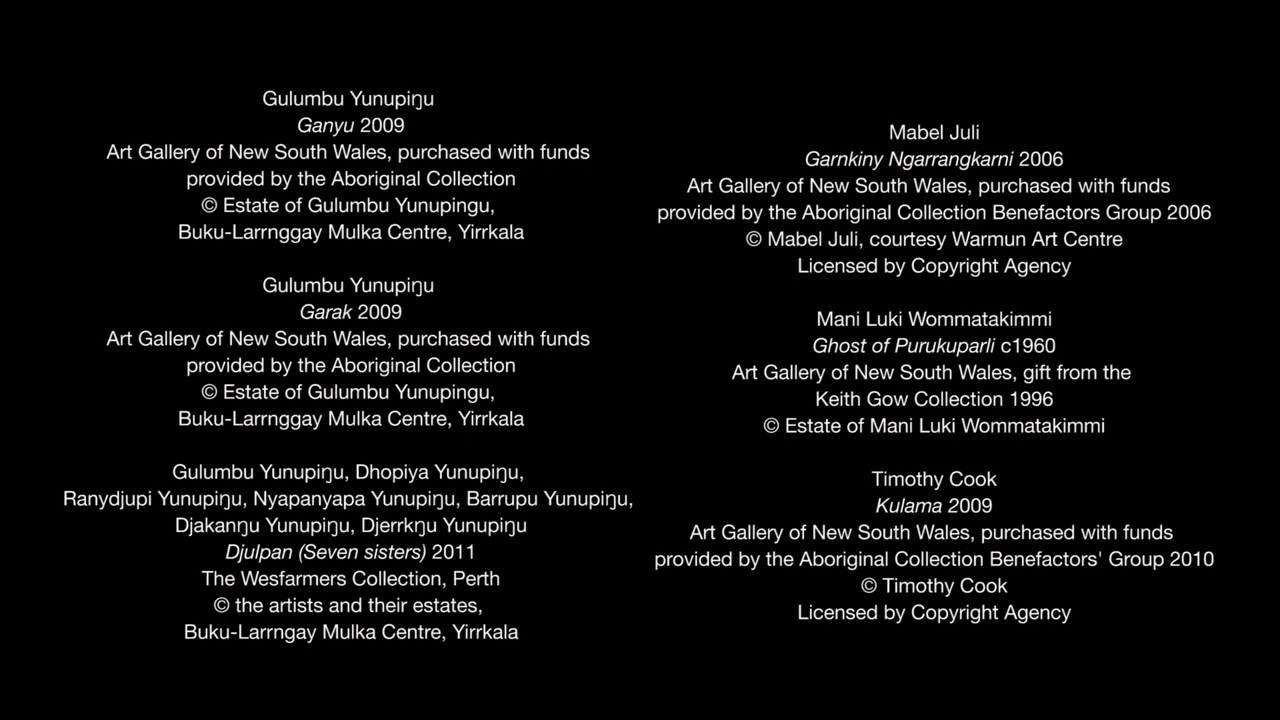 Gulumbu Yunupiŋu
Ganyu 2009
Art Gallery of New South Wales, purchased with funds
provided by the Aboriginal Collection
© Estate of Gulumbu Yunupingu,
Buku-Larrnggay Mulka Centre, Yirrkala

Gulumbu Yunupiŋu
Garak 2009
Art Gallery of New South Wales, purchased with funds
provided by the Aboriginal Collection
© Estate of Gulumbu Yunupingu,
Buku-Larrnggay Mulka Centre, Yirrkala

Gulumbu Yunupiŋu, Dhopiya Yunupiŋu,
Ranydjupi Yunupiŋu, Nyapanyapa Yunupiŋu, Barrupu Yunupiŋu,
Djakanŋu Yunupiŋu, Djerrkŋu Yunupiŋu
Djulpan (Seven sisters) 2011
The Wesfarmers Collection, Perth
© the artists and their estates,
Buku-Larrngay Mulka Centre, Yirrkala

Mabel Juli
Garnkiny Ngarrangkarni 2006
Art Gallery of New South Wales, purchased with funds
provided by the Aboriginal Collection Benefactors Group 2006
© Mabel Juli, courtesy Warmun Art Centre
Licensed by Copyright Agency

Mani Luki Wommatakimmi
Ghost of Purukuparli c1960
Art Gallery of New South Wales, gift from the
Keith Gow Collection 1996
© Estate of Mani Luki Wommatakimmi

Timothy Cook
Kulama 2009
Art Gallery of New South Wales, purchased with funds
provided by the Aboriginal Collection Benefactors' Group 2010
© Timothy Cook
Licensed by Copyright Agency